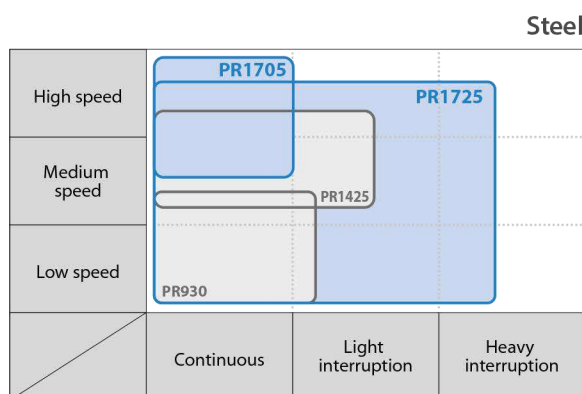 Steel
High speed
PR1705
PR1725
Medium
speed
PR1425
Low speed
PR930
Continuous
Light
interruption
Heavy
interruption